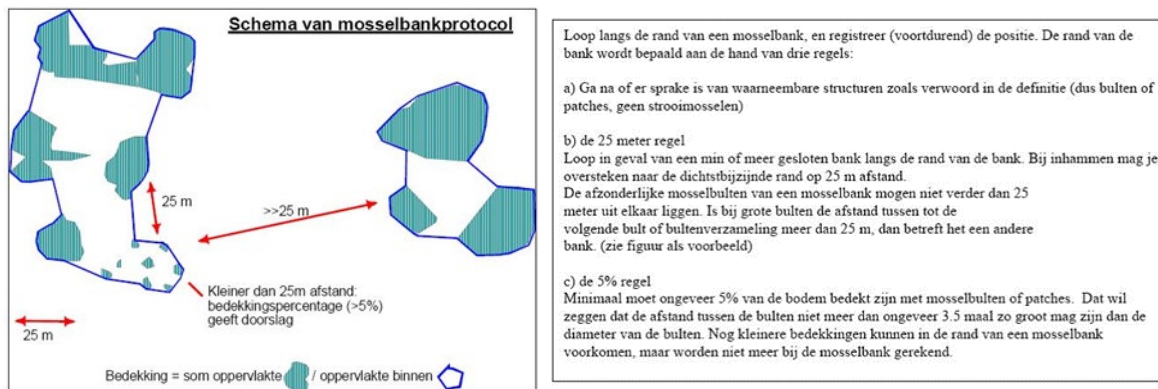 Schema van mosselbankprotocol
25 m
>>25 m
Kleiner dan 25m afstand:
bedekkingspercentage (>5%)
geeft doorslag
25 m
Bedekking = som oppervlakte / oppervlakte binnen
Loop langs de rand van een mosselbank, en registreer (voortdurend) de positie. De rand van de
bank wordt bepaald aan de hand van drie regels:
a) Ga na of er sprake is van waarneembare structuren zoals verwoord in de definitie (dus bulten of
patches, geen strooimosselen)
b) de 25 meter regel
Loop in geval van een min of meer gesloten bank langs de rand van de bank. Bij inhammen mag je
oversteken naar de dichtstbijzijnde rand op 25 m afstand.
De afzonderlijke mosselbulten van een mosselbank mogen niet verder dan 25
meter uit elkaar liggen. Is bij grote bulten de afstand tussen tot de
volgende bult of bultenverzameling meer dan 25 m, dan betreft het een andere
bank. (zie figuur als voorbeeld)
c) de 5% regel
Minimaal moet ongeveer 5% van de bodem bedekt zijn met mosselbulten of patches. Dat wil
zeggen dat de afstand tussen de bulten niet meer dan ongeveer 3.5 maal zo groot mag zijn dan de
diameter van de bulten. Nog kleinere bedekkingen kunnen in de rand van een mosselbank
voorkomen, maar worden niet meer bij de mosselbank gerekend.